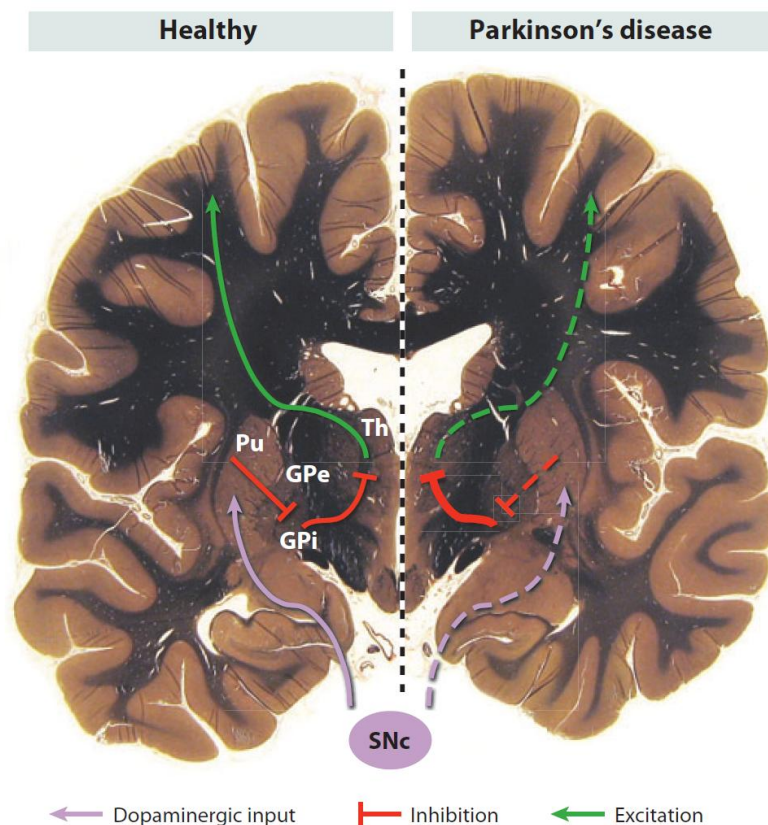 Healthy
Parkinson's disease
Th
Pu
GPe
GPi
SNc
Dopaminergic input
Inhibition
Excitation